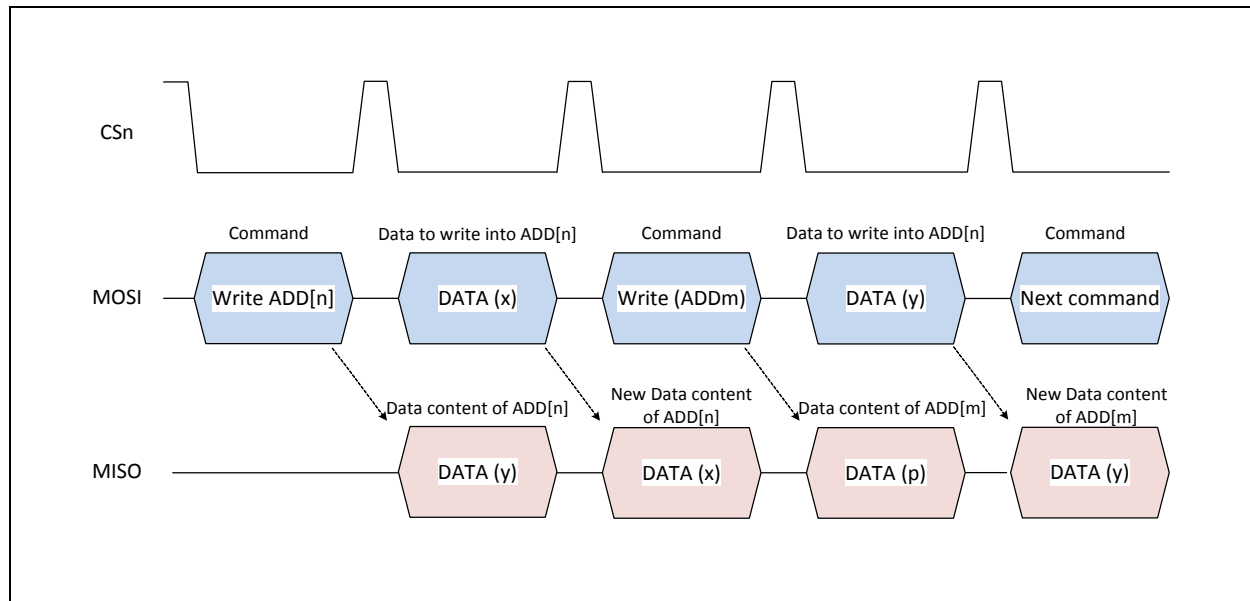 CSn
Command
Data to write into ADD[n]
Command
Data to write into ADD[n]
Command
MOSI
Write ADD[n]
DATA (x)
Write (ADDm)
DATA (y)
Next command
Data content of ADD[n]
New Data content
of ADD[n]
Data content of ADD[m]
New Data content
of ADD[m]
MISO
DATA (y)
DATA (x)
DATA (p)
DATA (y)